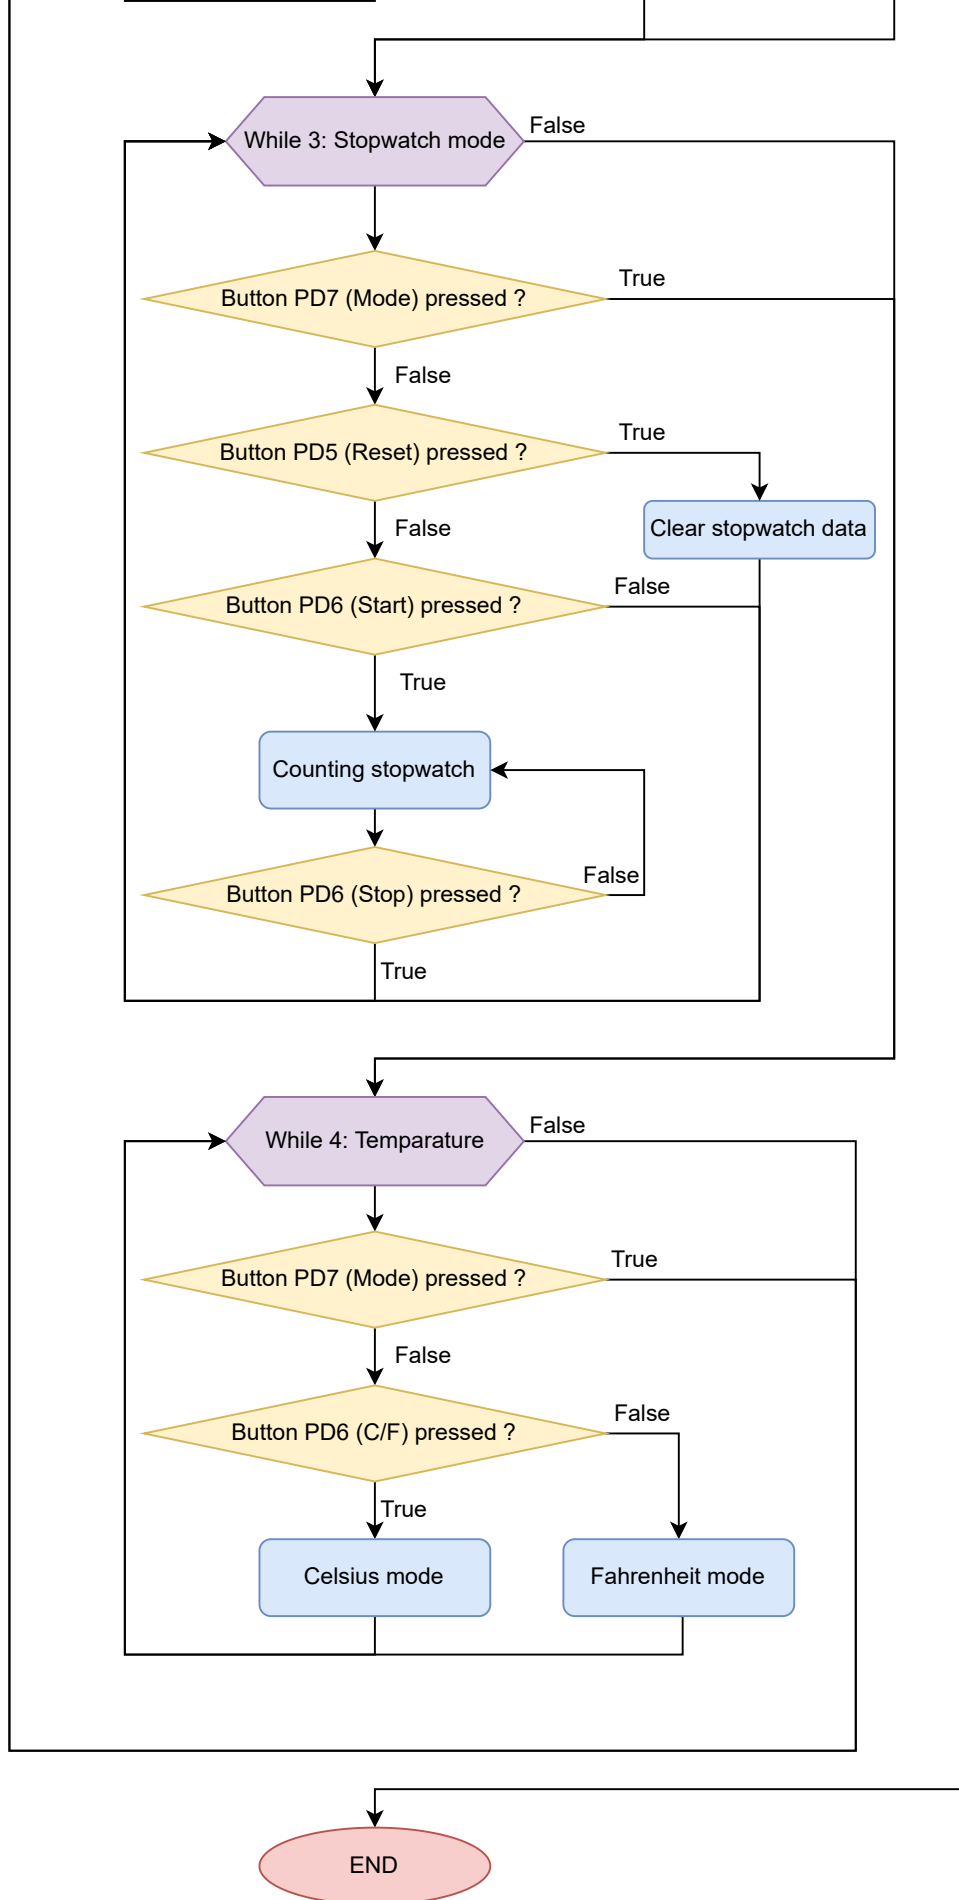 While 3: Stopwatch mode
False
Button PD7 (Mode) pressed ?
True
False
Button PD5 (Reset) pressed ?
True
Clear stopwatch data
False
Button PD6 (Start) pressed ?
False
True
Counting stopwatch
Button PD6 (Stop) pressed ?
False
True
While 4: Temparature
False
Button PD7 (Mode) pressed ?
True
False
Button PD6 (C/F) pressed ?
False
True
Celsius mode
Fahrenheit mode
END